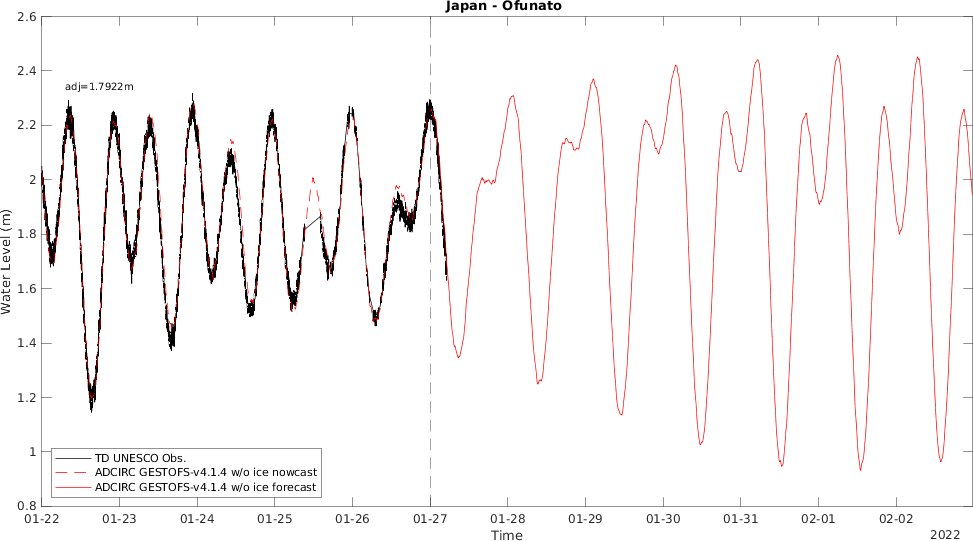 Japan - Ofunato
2.6
2.4
2.2
2
1.8
1.6
1.4
1.2
1
0.8
Water Level (m)
adj=1.7922m
TD UNESCO Obs.
ADCIRC GESTOFS-v4.1.4 w/o ice nowcast
ADCIRC GESTOFS-v4.1.4 w/o ice forecast
01-22 01-23 01-24 01-25 01-26 01-27 01-28 01-29 01-30 01-31 02-01 02-02
Time
2022